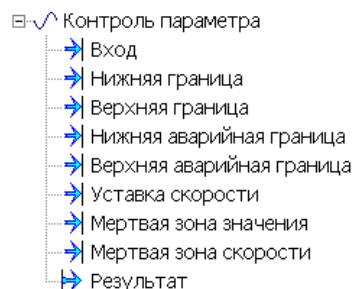 Контроль параметра
Вход
Нижняя граница
Верхняя граница
Нижняя аварийная граница
Верхняя аварийная граница
Уставка скорости
Мертвая зона значения
Мертвая зона скорости
Результат